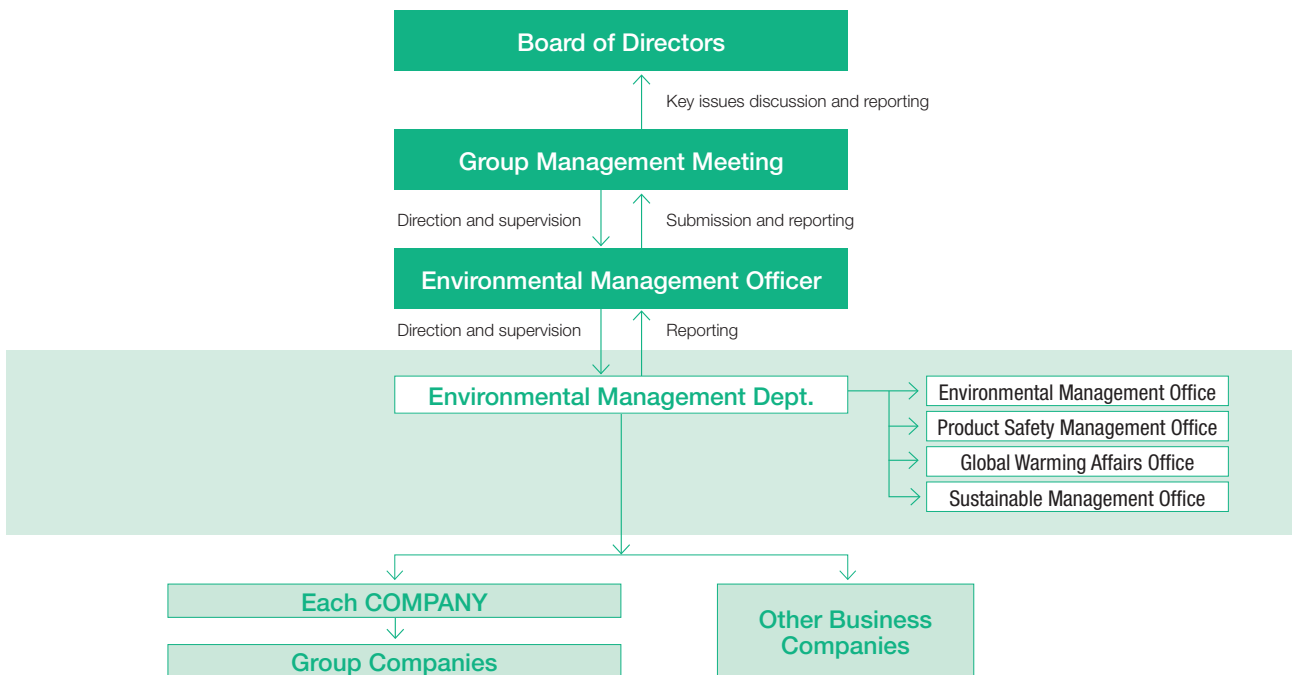 Board of Directors
Key issues discussion and reporting
Group Management Meeting
Direction and supervision
Submission and reporting
Environmental Management Officer
Direction and supervision
Reporting
Environmental Management Dept.
Environmental Management Office
Product Safety Management Office
Global Warming Affairs Office
Sustainable Management Office
Each COMPANY
Group Companies
Other Business
Companies